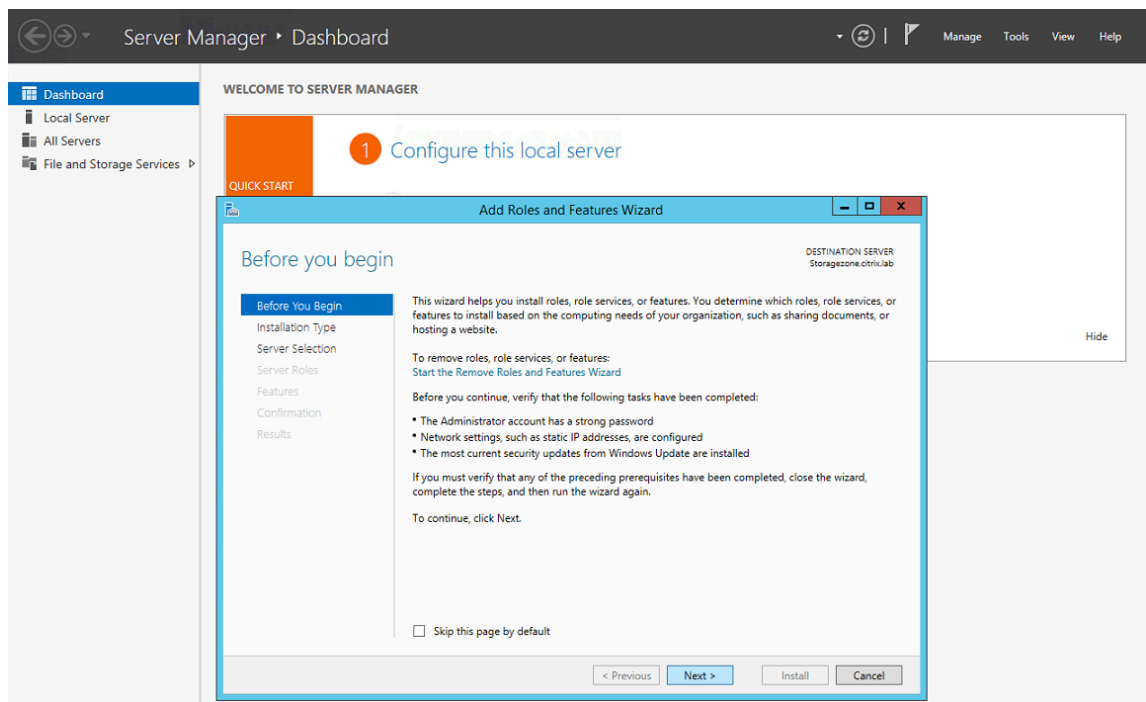 Server Manager ‣ Dashboard
Manage Tools View Help
Dashboard
Local Server
All Servers
File and Storage Services
WELCOME TO SERVER MANAGER
1 Configure this local server
QUICK START
Hide
Add Roles and Features Wizard
Before you begin
DESTINATION SERVER
Storagezone.citrix.lab
Before You Begin
Installation Type
Server Selection
Server Roles
Features
Confirmation
Results
This wizard helps you install roles, role services, or features. You determine which roles, role services, or
features to install based on the computing needs of your organization, such as sharing documents, or
hosting a website.
To remove roles, role services, or features:
Start the Remove Roles and Features Wizard
Before you continue, verify that the following tasks have been completed:
• The Administrator account has a strong password
• Network settings, such as static IP addresses, are configured
• The most current security updates from Windows Update are installed
If you must verify that any of the preceding prerequisites have been completed, close the wizard,
complete the steps, and then run the wizard again.
To continue, click Next.
Skip this page by default
< Previous Next > Install Cancel